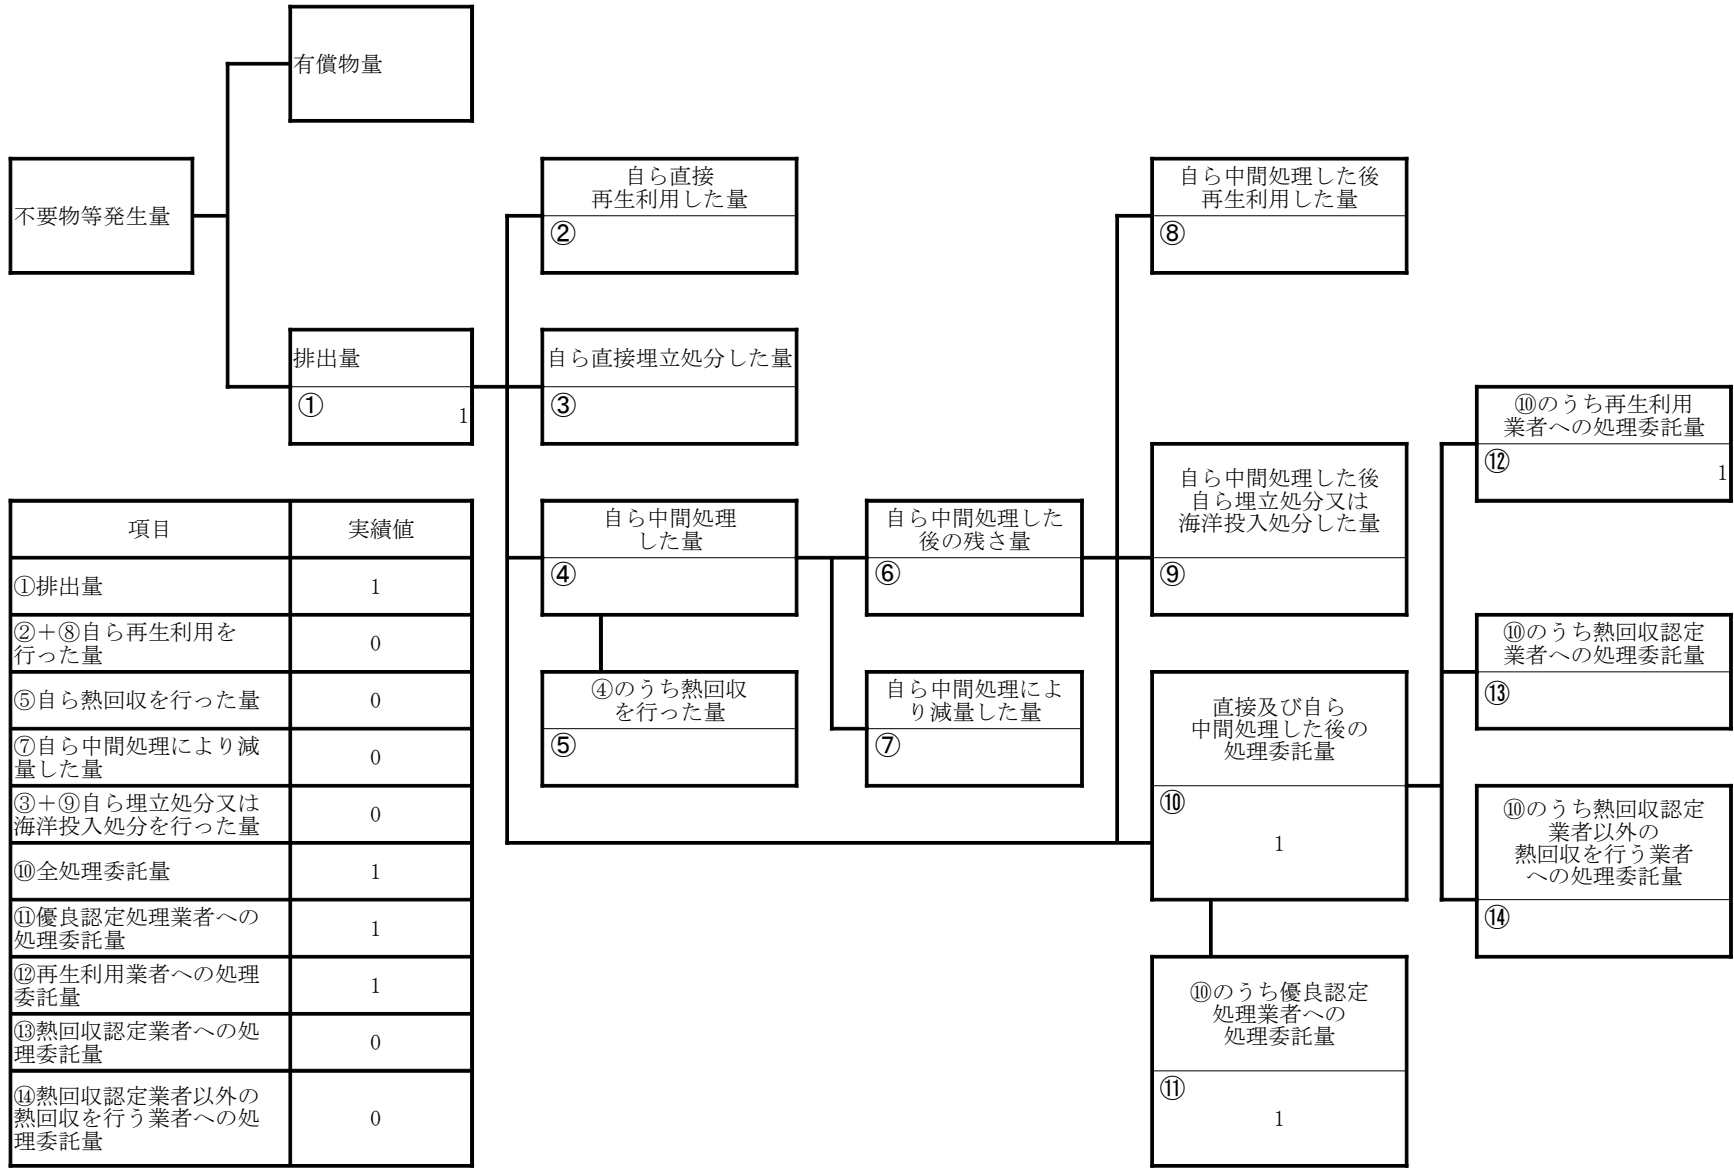 有償物量
不要物等発生量
自ら直接
再生利用した量
②
自ら中間処理した後
再生利用した量
⑧
排出量
①
1
自ら直接埋立処分した量
③
⑩のうち再生利用
業者への処理委託量
⑫
1
自ら中間処理
した量
④
自ら中間処理した
後の残さ量
⑥
自ら中間処理した後
自ら埋立処分又は
海洋投入処分した量
⑨
⑩のうち熱回収認定
業者への処理委託量
⑬
④のうち熱回収
を行った量
⑤
自ら中間処理によ
り減量した量
⑦
直接及び自ら
中間処理した後の
処理委託量
⑩
1
⑩のうち熱回収認定
業者以外の
熱回収を行う業者
への処理委託量
⑭
⑩のうち優良認定
処理業者への
処理委託量
⑪
1
項目
実績値
①排出量
1
②＋⑧自ら再生利用を
行った量
0
⑤自ら熱回収を行った量
0
⑦自ら中間処理により減
量した量
0
③＋⑨自ら埋立処分又は
海洋投入処分を行った量
0
⑩全処理委託量
1
⑪優良認定処理業者への
処理委託量
1
⑫再生利用業者への処理
委託量
1
⑬熱回収認定業者への処
理委託量
0
⑭熱回収認定業者以外の
熱回収を行う業者への処
理委託量
0